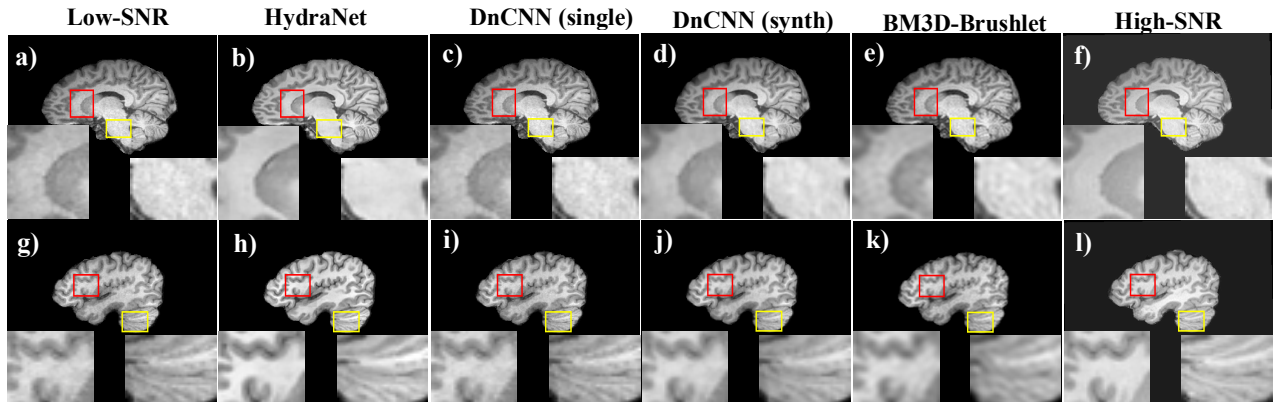 Low-SNR HydraNet DnCNN (single) DnCNN (synth) BM3D-Brushlet High-SNR
a) b) c) d) e) f)
g) h) i) j) k) l)